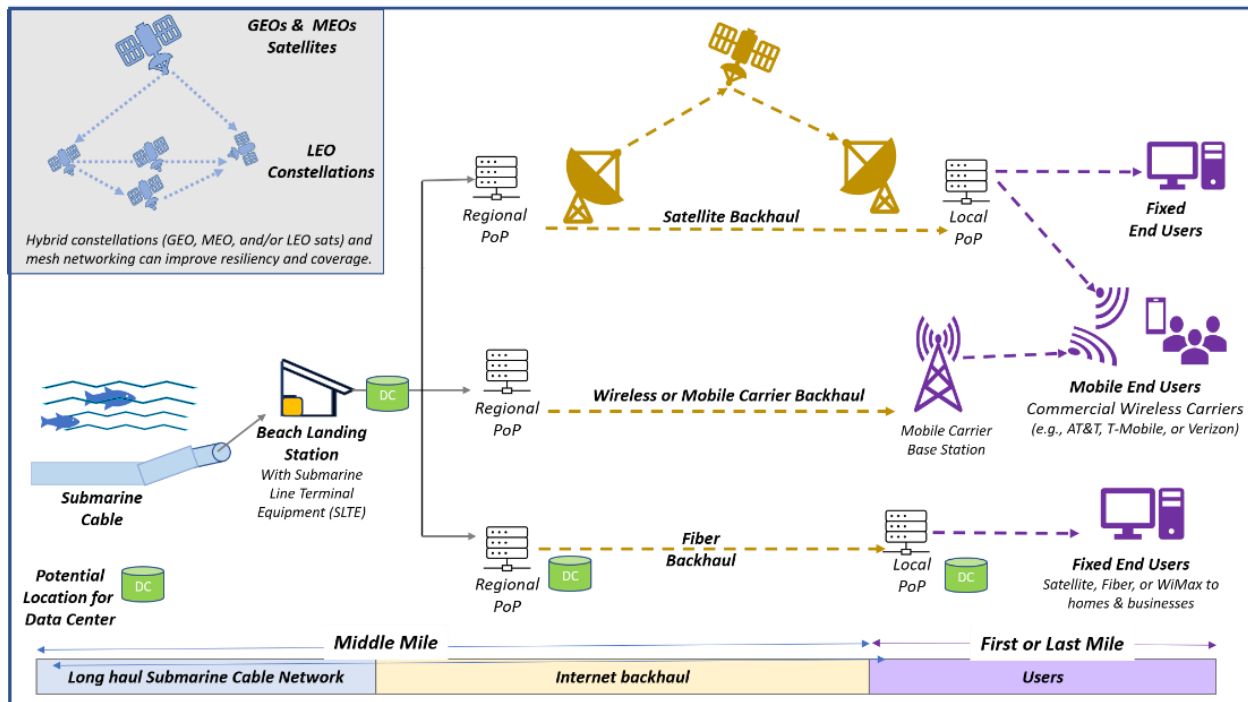 GEOs & MEOs
Satellites
LEO
Constellations
Hybrid constellations (GEO, MEO, and/or LEO sats) and
mesh networking can improve resiliency and coverage.
Regional
PoP
Satellite Backhaul
Local
PoP
Fixed
End Users
Submarine
Cable
Beach Landing
Station
With Submarine
Line Terminal
Equipment (SLTE)
DC
Regional
PoP
Wireless or Mobile Carrier Backhaul
Mobile Carrier
Base Station
Mobile End Users
Commercial Wireless Carriers
(e.g., AT&T, T-Mobile, or Verizon)
Potential
Location for
Data Center
DC
Regional
PoP
DC
Fiber
Backhaul
Local
PoP
DC
Fixed End Users
Satellite, Fiber, or WiMax to
homes & businesses
Middle Mile
First or Last Mile
Long haul Submarine Cable Network
Internet backhaul
Users